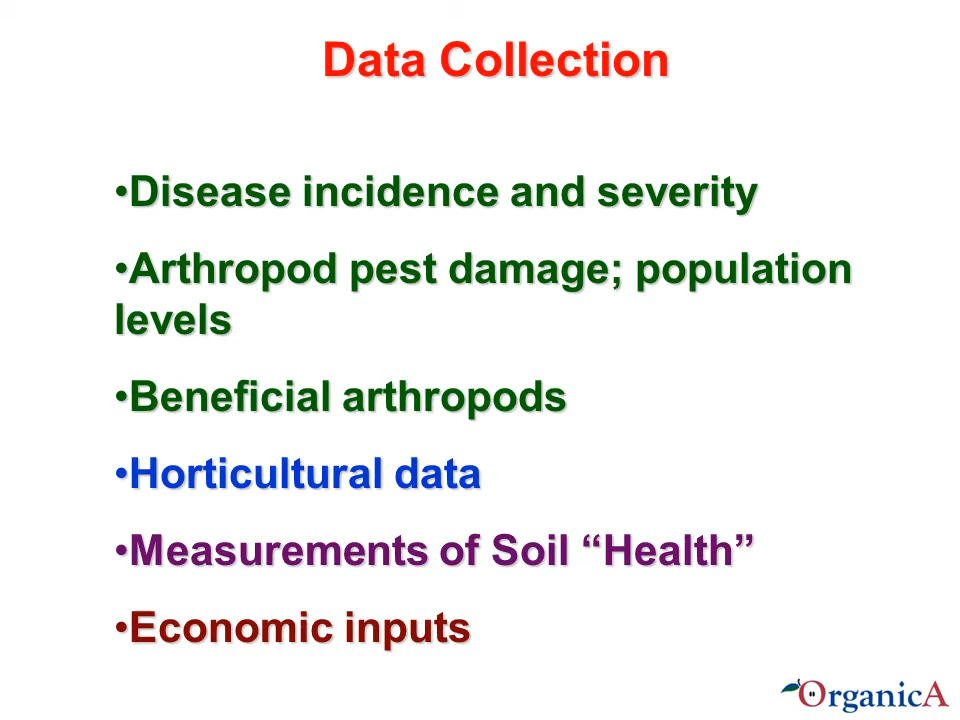 Data Collection
•Disease incidence and severity
•Arthropod pest damage; population
levels
•Beneficial arthropods
•Horticultural data
•Measurements of Soil “Health”
•Economic inputs
OrganicA